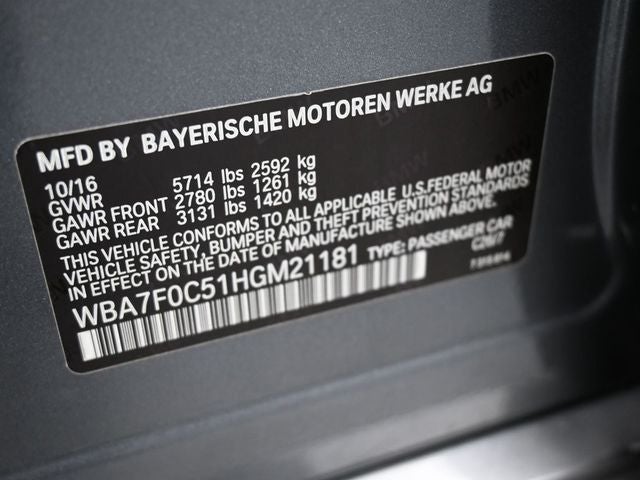 MFD BY BAYERISCHE MOTOREN WERKE AG
10/16
GVWR 5714 lbs 2592 kg
GAWR FRONT 2780 lbs 1261 kg
GAWR REAR 3131 lbs 1420 kg
THIS VEHICLE CONFORMS TO ALL APPLICABLE U.S.FEDERAL MOTOR
VEHICLE SAFETY, BUMPER AND THEFT PREVENTION STANDARDS
IN EFFECT ON THE DATE OF MANUFACTURE SHOWN ABOVE.
WBA7F0C51HGM21181 TYPE: PASSENGER CAR